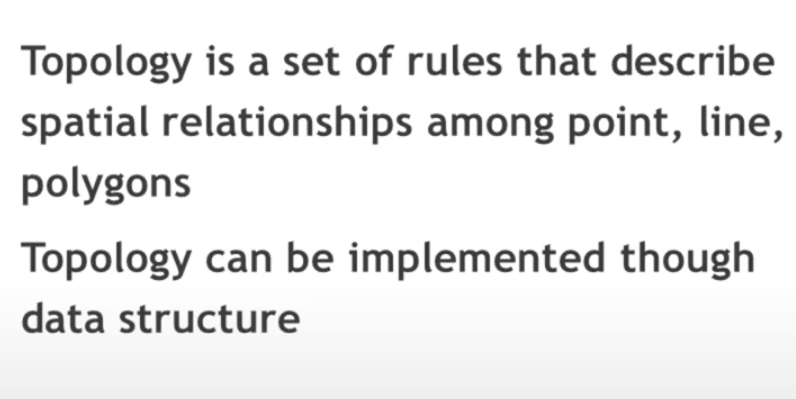 Topology is a set of rules that describe
spatial relationships among point, line,
polygons
Topology can be implemented though
data structure